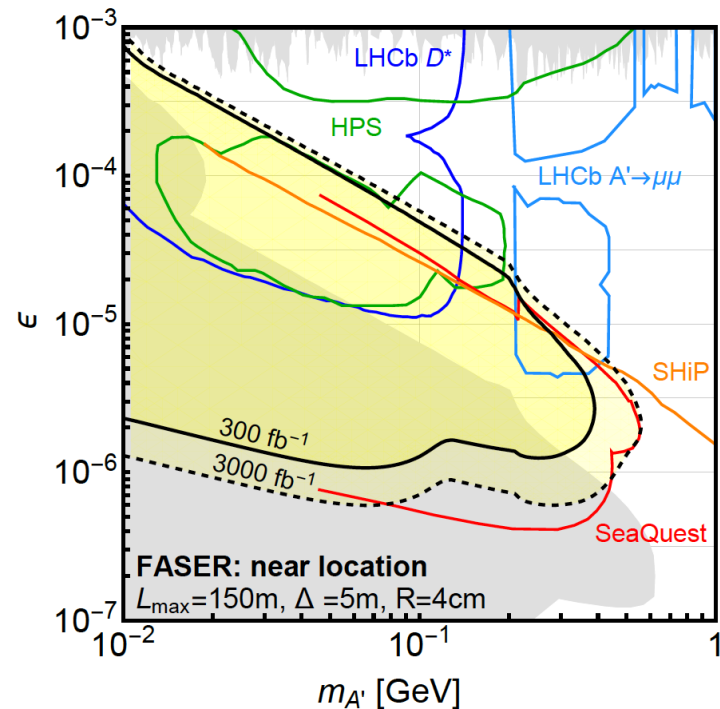 10⁻³
10⁻⁴
10⁻⁵
10⁻⁶
10⁻⁷
ϵ
LHCb D*
HPS
LHCb A'→μμ
SHiP
300 fb⁻¹
3000 fb⁻¹
SeaQuest
FASER: near location
L_max=150m, Δ =5m, R=4cm
10⁻²
10⁻¹
1
m_A' [GeV]